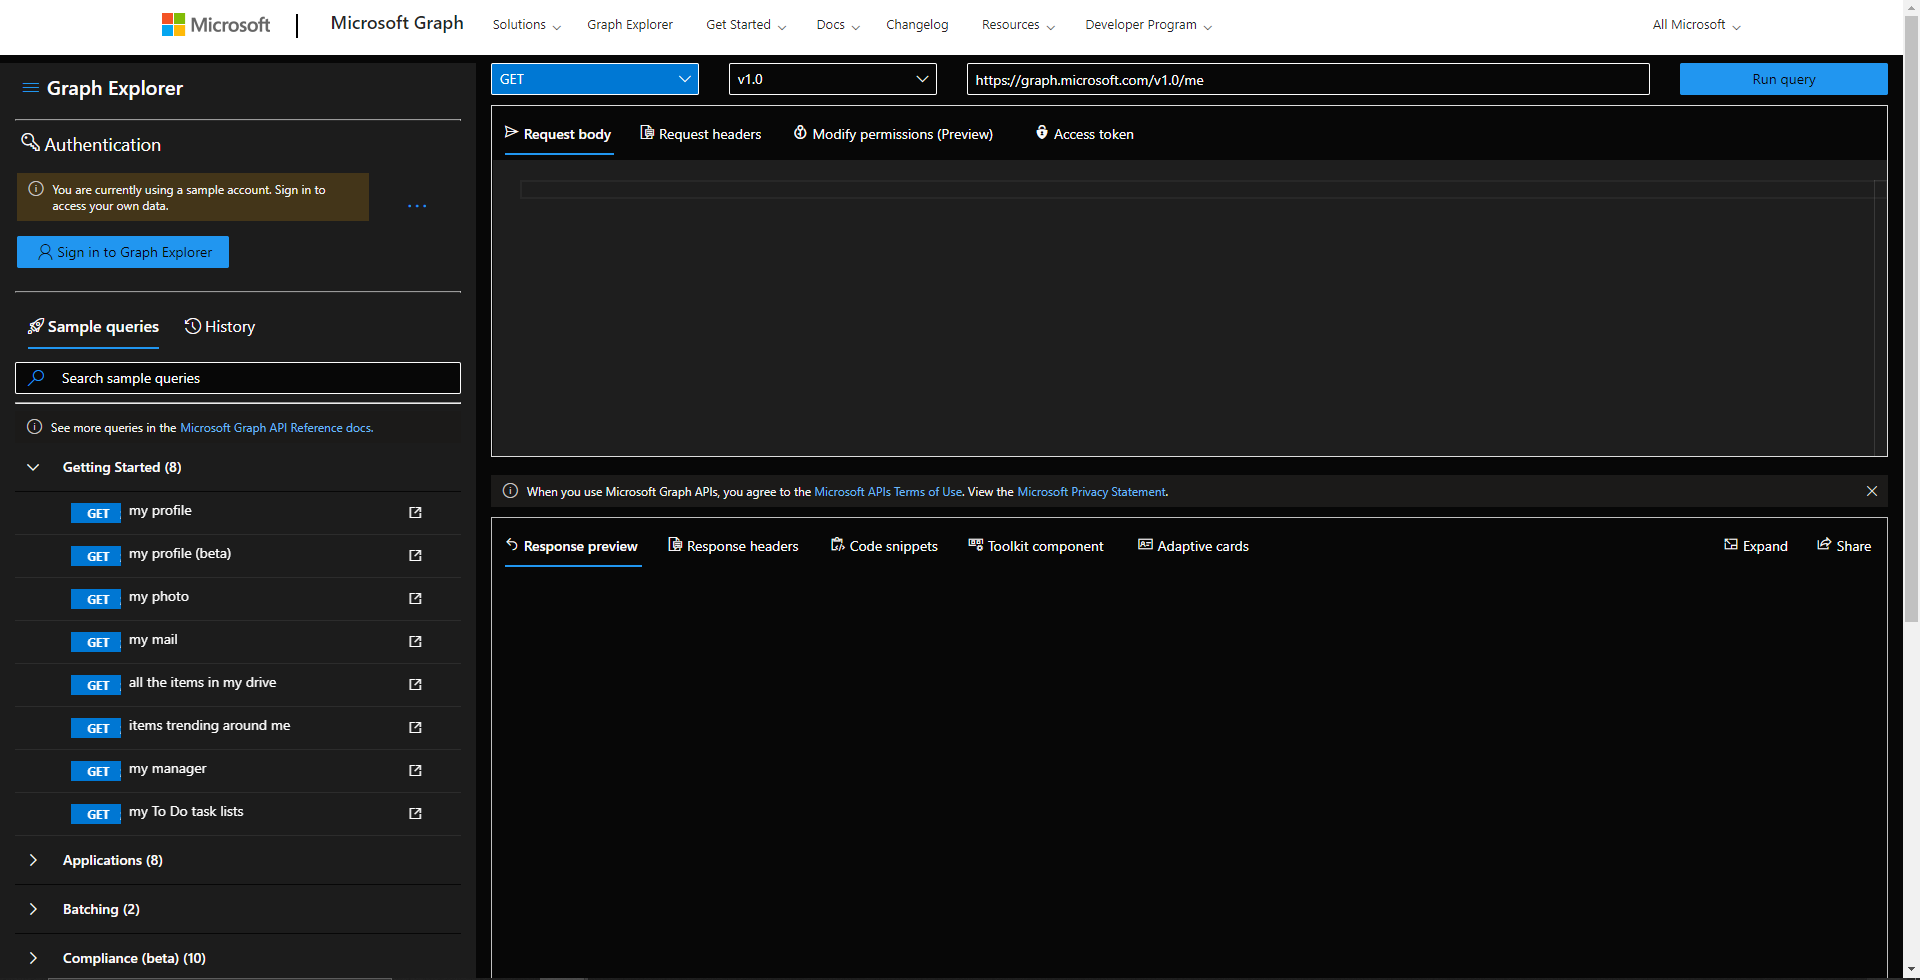 Microsoft
Microsoft Graph
Solutions
Graph Explorer
Get Started
Docs
Changelog
Resources
Developer Program
All Microsoft
Graph Explorer
Authentication
You are currently using a sample account. Sign in to
access your own data.
...
Sign in to Graph Explorer
Sample queries
History
Search sample queries
See more queries in the Microsoft Graph API Reference docs.
Getting Started (8)
GET my profile
GET my profile (beta)
GET my photo
GET my mail
GET all the items in my drive
GET items trending around me
GET my manager
GET my To Do task lists
Applications (8)
Batching (2)
Compliance (beta) (10)
GET
v1.0
https://graph.microsoft.com/v1.0/me
Run query
Request body
Request headers
Modify permissions (Preview)
Access token
When you use Microsoft Graph APIs, you agree to the Microsoft APIs Terms of Use. View the Microsoft Privacy Statement.
Response preview
Response headers
Code snippets
Toolkit component
Adaptive cards
Expand
Share